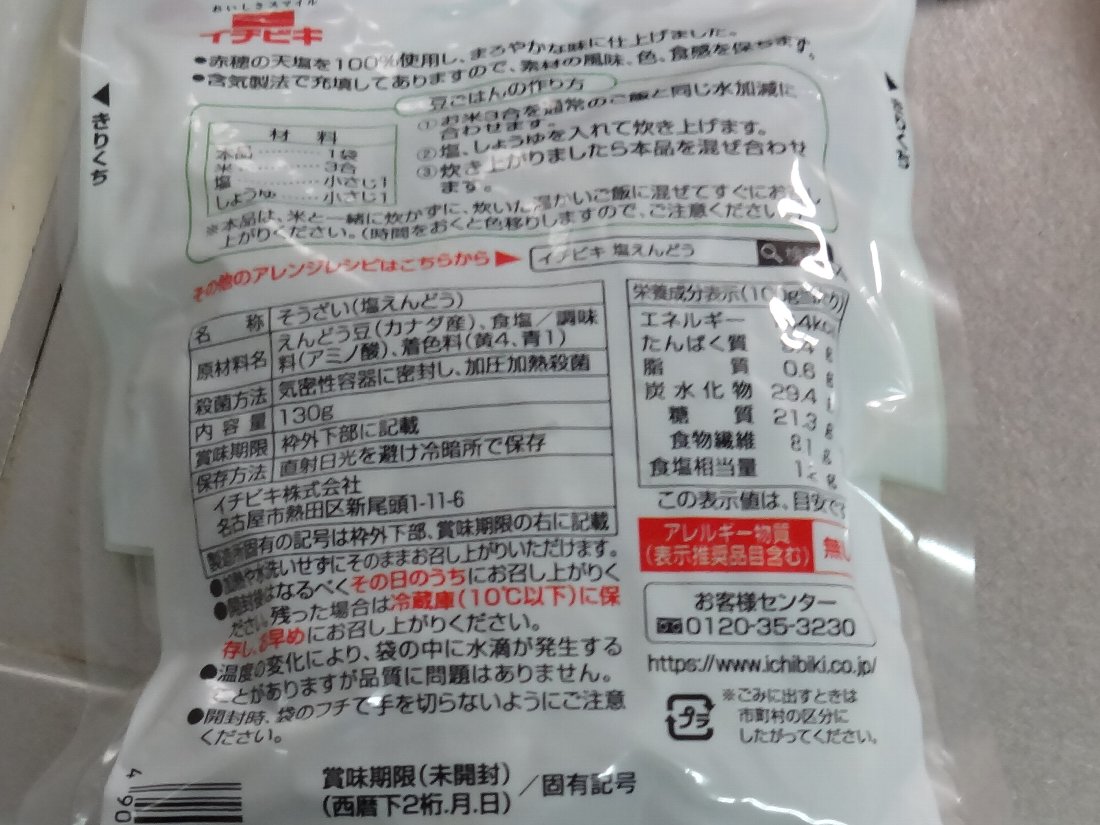 おいしさスマイル
イチビキ
●赤穂の天塩を100%使用し、まろやかな味に仕上げました。
●含気製法で充填してありますので、素材の風味、色、食感を保ちます。
◀きりくち
豆ごはんの作り方
材 料
本品 1袋
米 3合
塩 小さじ1
しょうゆ 小さじ1
①お米3合を通常のご飯と同じ水加減に
合わせます。
②塩、しょうゆを入れて炊き上げます。
③炊き上がりましたら本品を混ぜ合わせ
ます。
※本品は、米と一緒に炊かずに、炊いた温かいご飯に混ぜてすぐにお
上がりください。(時間をおくと色移りしますので、ご注意ください
その他のアレンジレシピはこちらから▶
イチビキ 塩えんどう
名 称 そうざい(塩えんどう)
原材料名 えんどう豆(カナダ産)、食塩/調味
料(アミノ酸)、着色料(黄4、青1)
殺菌方法 気密性容器に密封し、加圧加熱殺菌
内容量 130g
賞味期限 枠外下部に記載
保存方法 直射日光を避け冷暗所で保存
イチビキ株式会社
名古屋市熱田区新尾頭1-11-6
製造所固有の記号は枠外下部、賞味期限の右に記載
●加熱や水洗いせずにそのままお召し上がりいただけます。
●開封後はなるべくその日のうちにお召し上がりく
ださい。残った場合は冷蔵庫(10℃以下)に保
存し、お早めにお召し上がりください。
●温度の変化により、袋の中に水滴が発生する
ことがありますが品質に問題はありません。
●開封時、袋のフチで手を切らないようにご注意
ください。
栄養成分表示(100g当たり)
エネルギー
たんぱく質 g
脂 質 0.6 g
炭水化物 29.4
糖 質 21.3 g
食物繊維 8.1 g
食塩相当量 g
この表示値は、目安で
アレルギー物質
(表示推奨品目含む)
無
お客様センター
0120-35-3230
https://www.ichibiki.co.jp/
プラ
※ごみに出すときは
市町村の区分に
したがってください。
賞味期限(未開封)
(西暦下2桁.月.日)
/固有記号
4 90